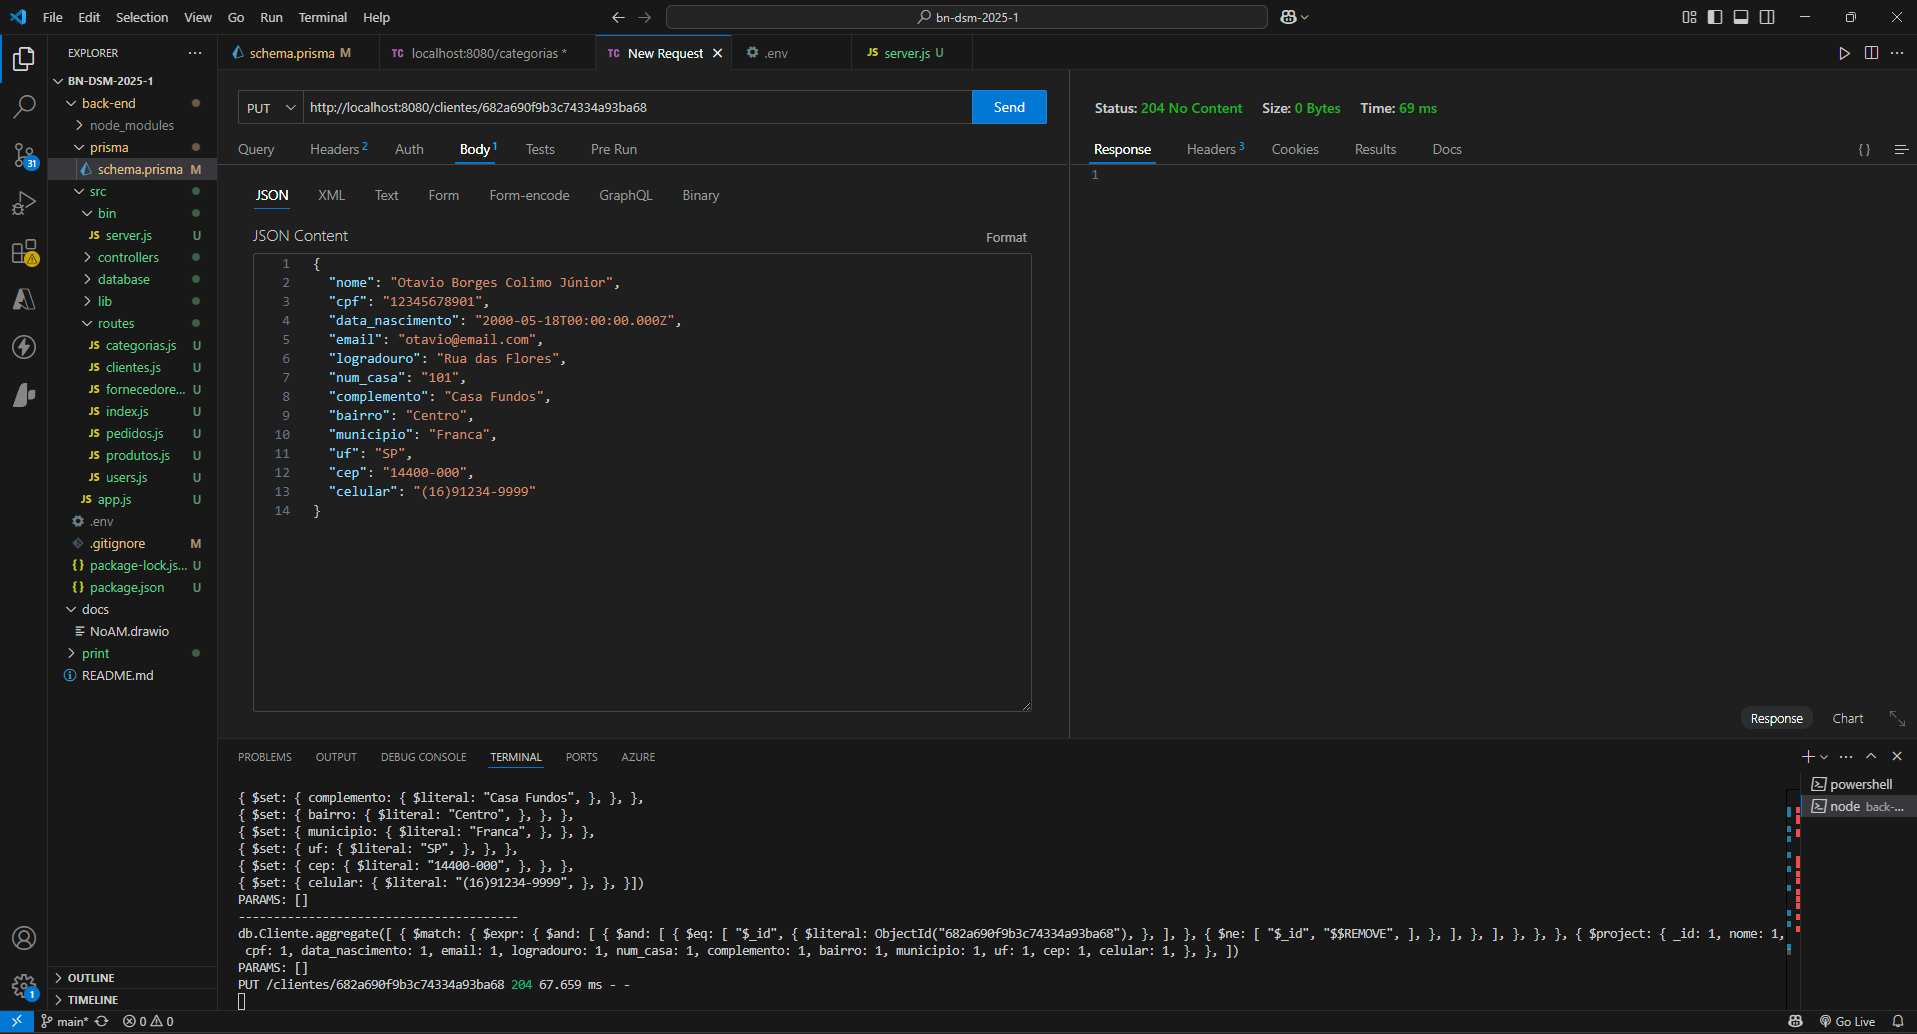 File Edit Selection View Go Run Terminal Help
bn-dsm-2025-1
EXPLORER
BN-DSM-2025-1
back-end
node_modules
prisma
schema.prisma M
src
bin
server.js U
controllers
database
lib
routes
categorias.js U
clientes.js U
fornecedore... U
index.js U
pedidos.js U
produtos.js U
users.js U
app.js U
.env
.gitignore M
package-lock.js... U
package.json U
docs
NoAM.drawio
print
README.md
OUTLINE
TIMELINE
31
1
schema.prisma M
TC localhost:8080/categorias *
TC New Request
.env
JS server.js U
PUT http://localhost:8080/clientes/682a690f9b3c74334a93ba68 Send
Query Headers 2 Auth Body 1 Tests Pre Run
JSON XML Text Form Form-encode GraphQL Binary
JSON Content
Format
1 {
2 "nome": "Otavio Borges Colimo Júnior",
3 "cpf": "12345678901",
4 "data_nascimento": "2000-05-18T00:00:00.000Z",
5 "email": "otavio@email.com",
6 "logradouro": "Rua das Flores",
7 "num_casa": "101",
8 "complemento": "Casa Fundos",
9 "bairro": "Centro",
10 "municipio": "Franca",
11 "uf": "SP",
12 "cep": "14400-000",
13 "celular": "(16)91234-9999"
14 }
Status: 204 No Content Size: 0 Bytes Time: 69 ms
Response Headers 3 Cookies Results Docs { }
1
Response Chart
PROBLEMS OUTPUT DEBUG CONSOLE TERMINAL PORTS AZURE
{ $set: { complemento: { $literal: "Casa Fundos", }, }, },
{ $set: { bairro: { $literal: "Centro", }, }, },
{ $set: { municipio: { $literal: "Franca", }, }, },
{ $set: { uf: { $literal: "SP", }, }, },
{ $set: { cep: { $literal: "14400-000", }, }, },
{ $set: { celular: { $literal: "(16)91234-9999", }, }, }])
PARAMS: []
----------------------------------------
db.Cliente.aggregate([ { $match: { $expr: { $and: [ { $and: [ { $eq: [ "$_id", { $literal: ObjectId("682a690f9b3c74334a93ba68"), }, ], }, { $ne: [ "$_id", "$$REMOVE", ], }, ], }, ], }, }, }, { $project: { _id: 1, nome: 1,
cpf: 1, data_nascimento: 1, email: 1, logradouro: 1, num_casa: 1, complemento: 1, bairro: 1, municipio: 1, uf: 1, cep: 1, celular: 1, }, }, ])
PARAMS: []
PUT /clientes/682a690f9b3c74334a93ba68 204 67.659 ms - -
powershell
node back-...
main* 0 0
Go Live